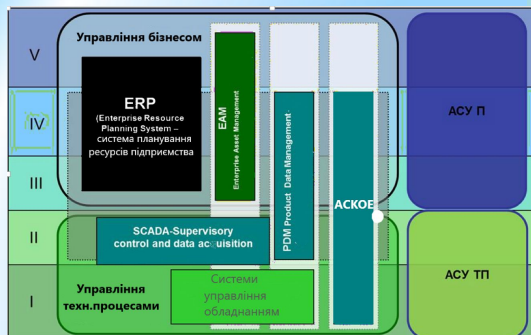 V
IV
III
II
I
Управління бізнесом
ERP
(Enterprise Resource
Planning System –
система планування
ресурсів підприємства
EAM
Enterprise Asset Management
PDM Product Data Management
АСКОЕ
АСУ П
SCADA-Supervisory
control and data acquisition
Управління
техн.процесами
Системи
управління
обладнанням
АСУ ТП